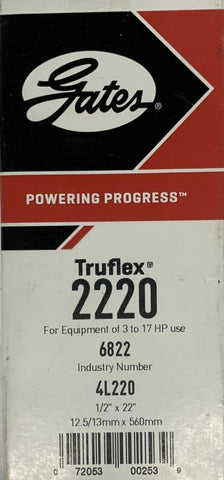 Gates®
POWERING PROGRESS™
Truflex®
2220
For Equipment of 3 to 17 HP use
6822
Industry Number
4L220
1/2" x 22"
12.5/13mm x 560mm
0 72053 00253 9